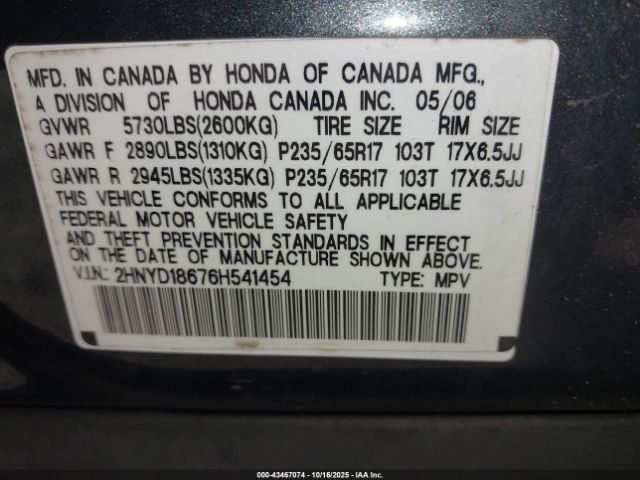 MFD. IN CANADA BY HONDA OF CANADA MFG.,
A DIVISION OF HONDA CANADA INC. 05/06
GVWR 5730LBS(2600KG) TIRE SIZE RIM SIZE
GAWR F 2890LBS(1310KG) P235/65R17 103T 17X6.5JJ
GAWR R 2945LBS(1335KG) P235/65R17 103T 17X6.5JJ
THIS VEHICLE CONFORMS TO ALL APPLICABLE
FEDERAL MOTOR VEHICLE SAFETY
AND THEFT PREVENTION STANDARDS IN EFFECT
ON THE DATE OF MANUFACTURE SHOWN ABOVE.
V.I.N.: 2HNYD18676H541454 TYPE: MPV
000-43467074 - 10/16/2025 - IAA Inc.